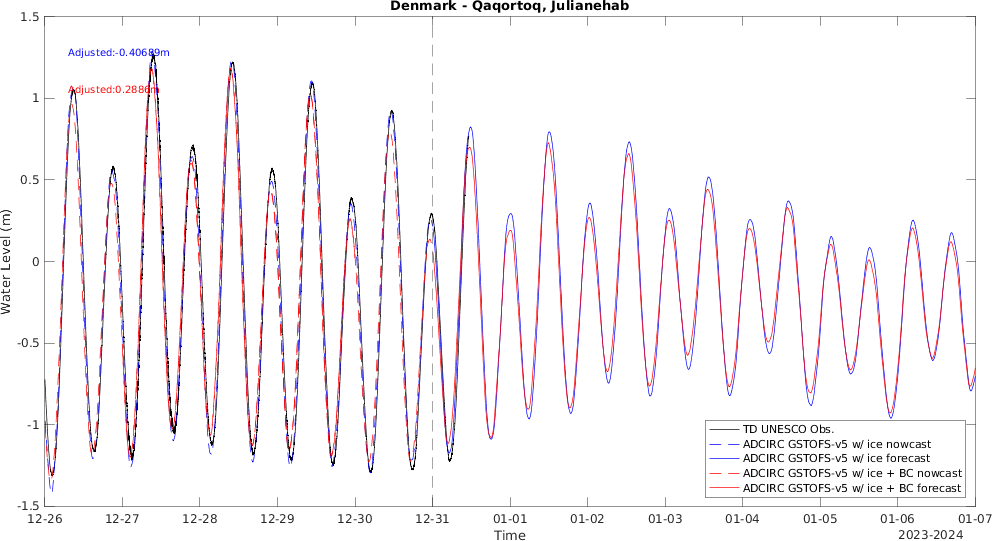 Denmark - Qaqortoq, Julianehab
1.5
Adjusted:-0.40689m
Adjusted:0.2886m
1
0.5
0
-0.5
-1
-1.5
Water Level (m)
TD UNESCO Obs.
ADCIRC GSTOFS-v5 w/ ice nowcast
ADCIRC GSTOFS-v5 w/ ice forecast
ADCIRC GSTOFS-v5 w/ ice + BC nowcast
ADCIRC GSTOFS-v5 w/ ice + BC forecast
12-26 12-27 12-28 12-29 12-30 12-31 01-01 01-02 01-03 01-04 01-05 01-06 01-07
Time
2023-2024